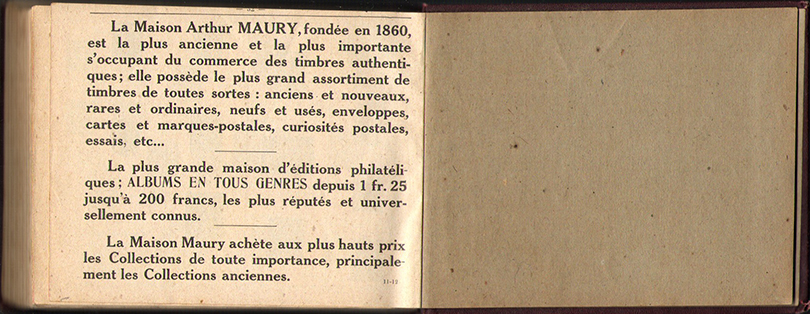 La Maison Arthur MAURY, fondée en 1860,
est la plus ancienne et la plus importante
s'occupant du commerce des timbres authenti-
ques; elle possède le plus grand assortiment de
timbres de toutes sortes : anciens et nouveaux,
rares et ordinaires, neufs et usés, enveloppes,
cartes et marques-postales, curiosités postales,
essais, etc...
La plus grande maison d'éditions philatéli-
ques; ALBUMS EN TOUS GENRES depuis 1 fr. 25
jusqu'à 200 francs, les plus réputés et univer-
sellement connus.
La Maison Maury achète aux plus hauts prix
les Collections de toute importance, principale-
ment les Collections anciennes.
11-12